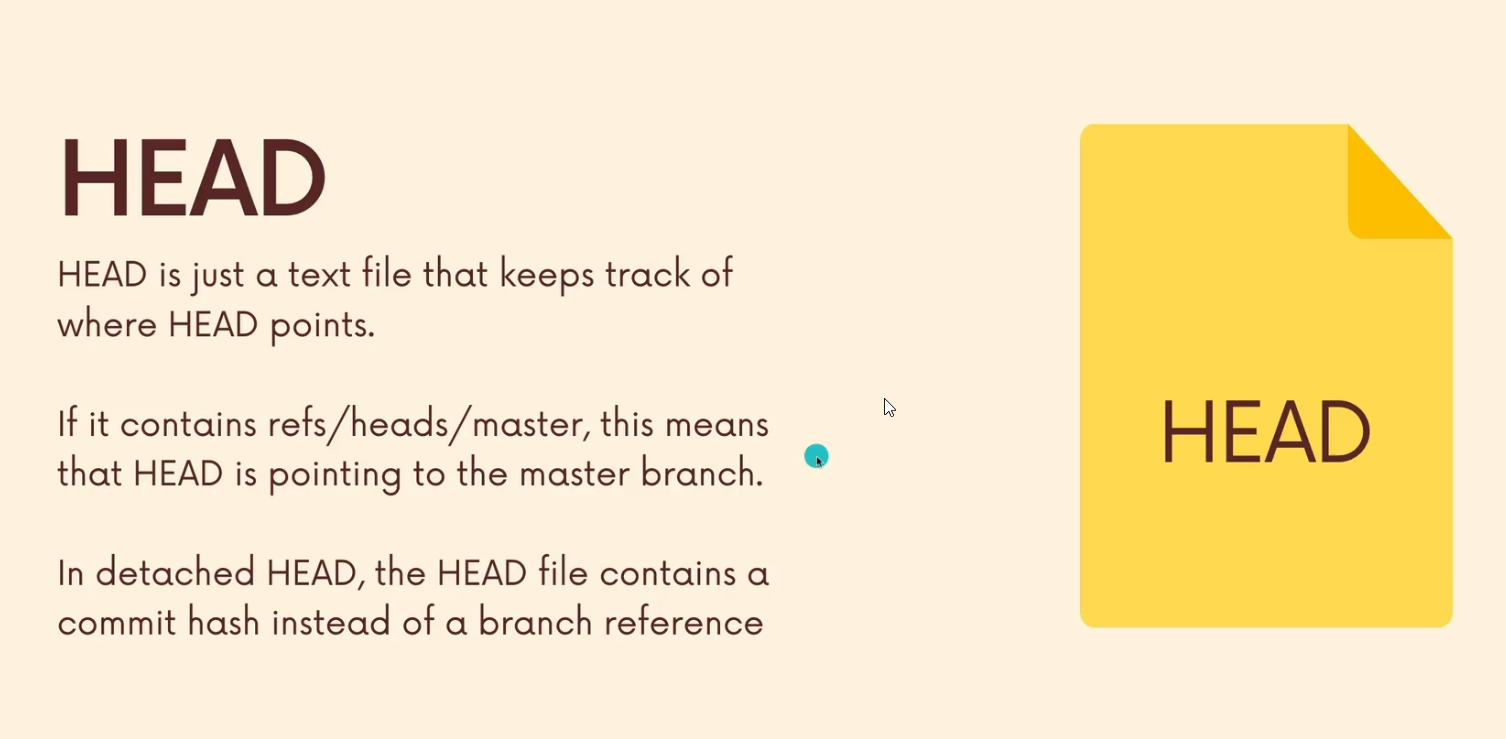 HEAD
HEAD is just a text file that keeps track of
where HEAD points.
If it contains refs/heads/master, this means
that HEAD is pointing to the master branch.
In detached HEAD, the HEAD file contains a
commit hash instead of a branch reference
HEAD